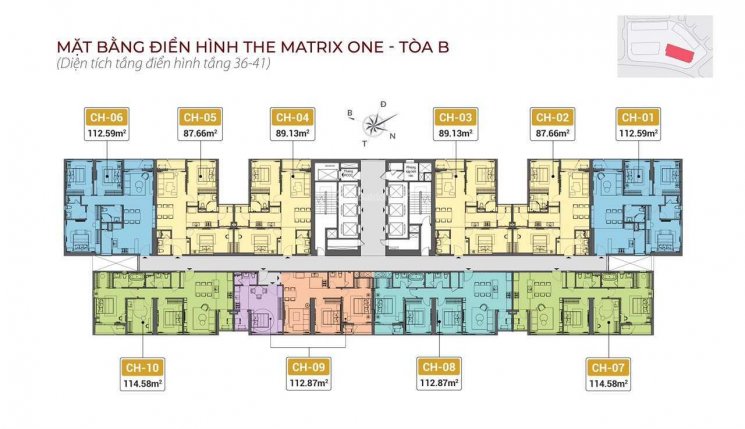 MẶT BẰNG ĐIỂN HÌNH THE MATRIX ONE - TÒA B
(Diện tích tầng điển hình tầng 36-41)
CH-06
112.59m²
CH-05
87.66m²
CH-04
89.13m²
B
Đ
T
N
CH-03
89.13m²
CH-02
87.66m²
CH-01
112.59m²
CH-10
114.58m²
CH-09
112.87m²
CH-08
112.87m²
CH-07
114.58m²